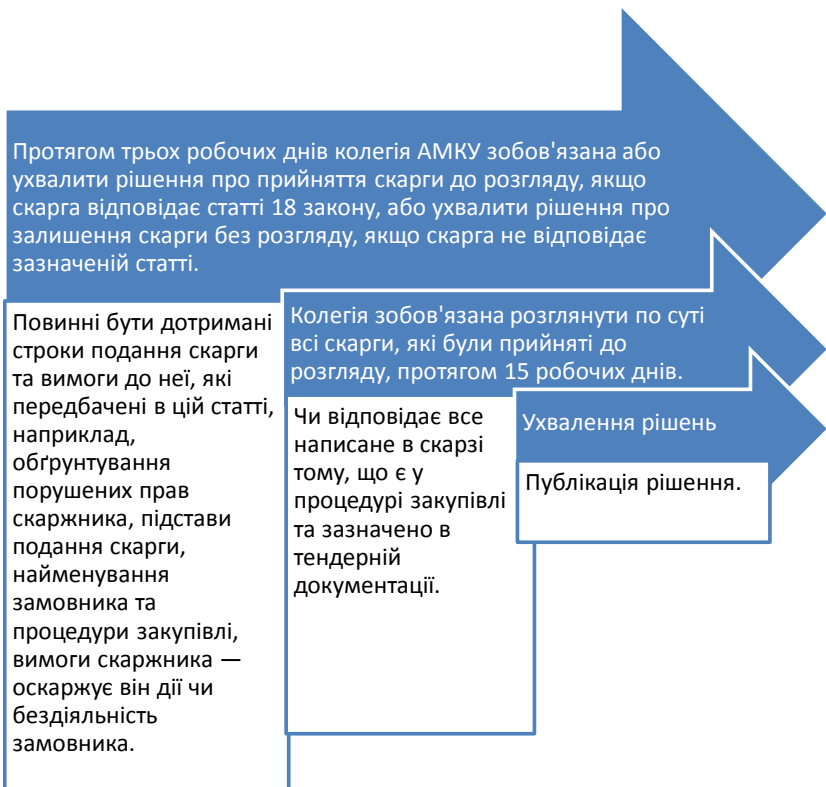 Протягом трьох робочих днів колегія АМКУ зобов'язана або
ухвалити рішення про прийняття скарги до розгляду, якщо
скарга відповідає статті 18 закону, або ухвалити рішення про
залишення скарги без розгляду, якщо скарга не відповідає
зазначеній статті.
Повинні бути дотримані
строки подання скарги
та вимоги до неї, які
передбачені в цій статті,
наприклад,
обґрунтування
порушених прав
скаржника, підстави
подання скарги,
найменування
замовника та
процедури закупівлі,
вимоги скаржника —
оскаржує він дії чи
бездіяльність
замовника.
Колегія зобов'язана розглянути по суті
всі скарги, які були прийняті до
розгляду, протягом 15 робочих днів.
Чи відповідає все
написане в скарзі
тому, що є у
процедурі закупівлі
та зазначено в
тендерній
документації.
Ухвалення рішень
Публікація рішення.